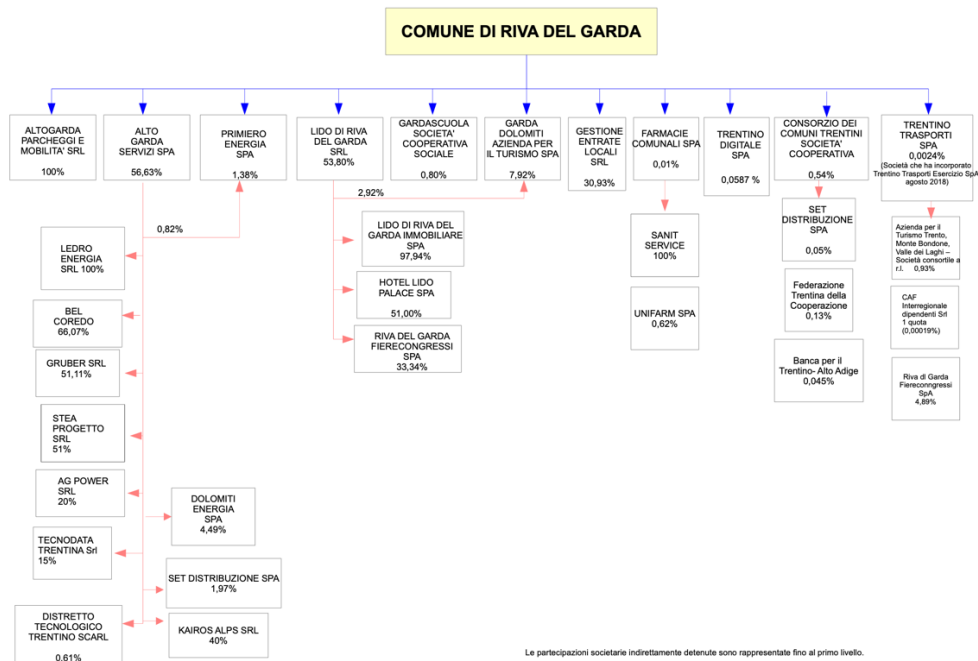 COMUNE DI RIVA DEL GARDA
ALTOGARDA
PARCHEGGI E
MOBILITA' SRL
100%
ALTO
GARDA
SERVIZI SPA
56,63%
PRIMIERO
ENERGIA
SPA
1,38%
LIDO DI RIVA
DEL GARDA
SRL
53,80%
GARDASCUOLA
SOCIETA'
COOPERATIVA
SOCIALE
0,80%
GARDA
DOLOMITI
AZIENDA PER
IL TURISMO SPA
7,92%
GESTIONE
ENTRATE
LOCALI
SRL
30,93%
FARMACIE
COMUNALI SPA
0,01%
TRENTINO
DIGITALE
SPA
0,0587 %
CONSORZIO DEI
COMUNI TRENTINI
SOCIETA'
COOPERATIVA
0,54%
TRENTINO
TRASPORTI
SPA
0,0024%
(Società che ha incorporato
Trentino Trasporti Esercizio SpA
agosto 2018)
0,82%
2,92%
LEDRO
ENERGIA
SRL 100%
BEL
COREDO
66,07%
GRUBER SRL
51,11%
STEA
PROGETTO
SRL
51%
AG POWER
SRL
20%
TECNODATA
TRENTINA Srl
15%
DISTRETTO
TECNOLOGICO
TRENTINO SCARL
0,61%
DOLOMITI
ENERGIA
SPA
4,49%
SET DISTRIBUZIONE SPA
1,97%
KAIROS ALPS SRL
40%
LIDO DI RIVA DEL
GARDA IMMOBILIARE
SPA
97,94%
HOTEL LIDO
PALACE SPA
51,00%
RIVA DEL GARDA
FIERECONGRESSI
SPA
33,34%
SANIT
SERVICE
100%
UNIFARM SPA
0,62%
SET
DISTRIBUZIONE
SPA
0,05%
Federazione
Trentina della
Cooperazione
0,13%
Banca per il
Trentino- Alto Adige
0,045%
Azienda per il
Turismo Trento,
Monte Bondone,
Valle dei Laghi –
Società consortile a
r.l. 0,93%
CAF
Interregionale
dipendenti Srl
1 quota
(0,00019%)
Riva di Garda
Fiereconngressi
SpA
4,89%
Le partecipazioni societarie indirettamente detenute sono rappresentate fino al primo livello.